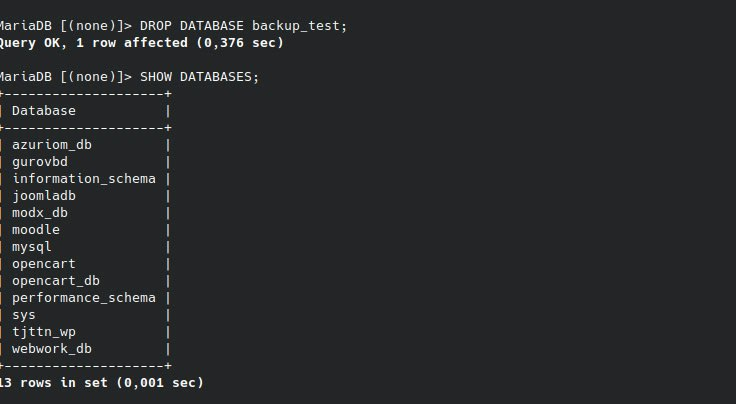 MariaDB [(none)]> DROP DATABASE backup_test;
Query OK, 1 row affected (0,376 sec)
MariaDB [(none)]> SHOW DATABASES;
+--------------------+
| Database           |
+--------------------+
| azuriom_db         |
| gurovbd            |
| information_schema |
| joomladb           |
| modx_db            |
| moodle             |
| mysql              |
| opencart           |
| opencart_db        |
| performance_schema |
| sys                |
| tjttn_wp           |
| webwork_db         |
+--------------------+
13 rows in set (0,001 sec)